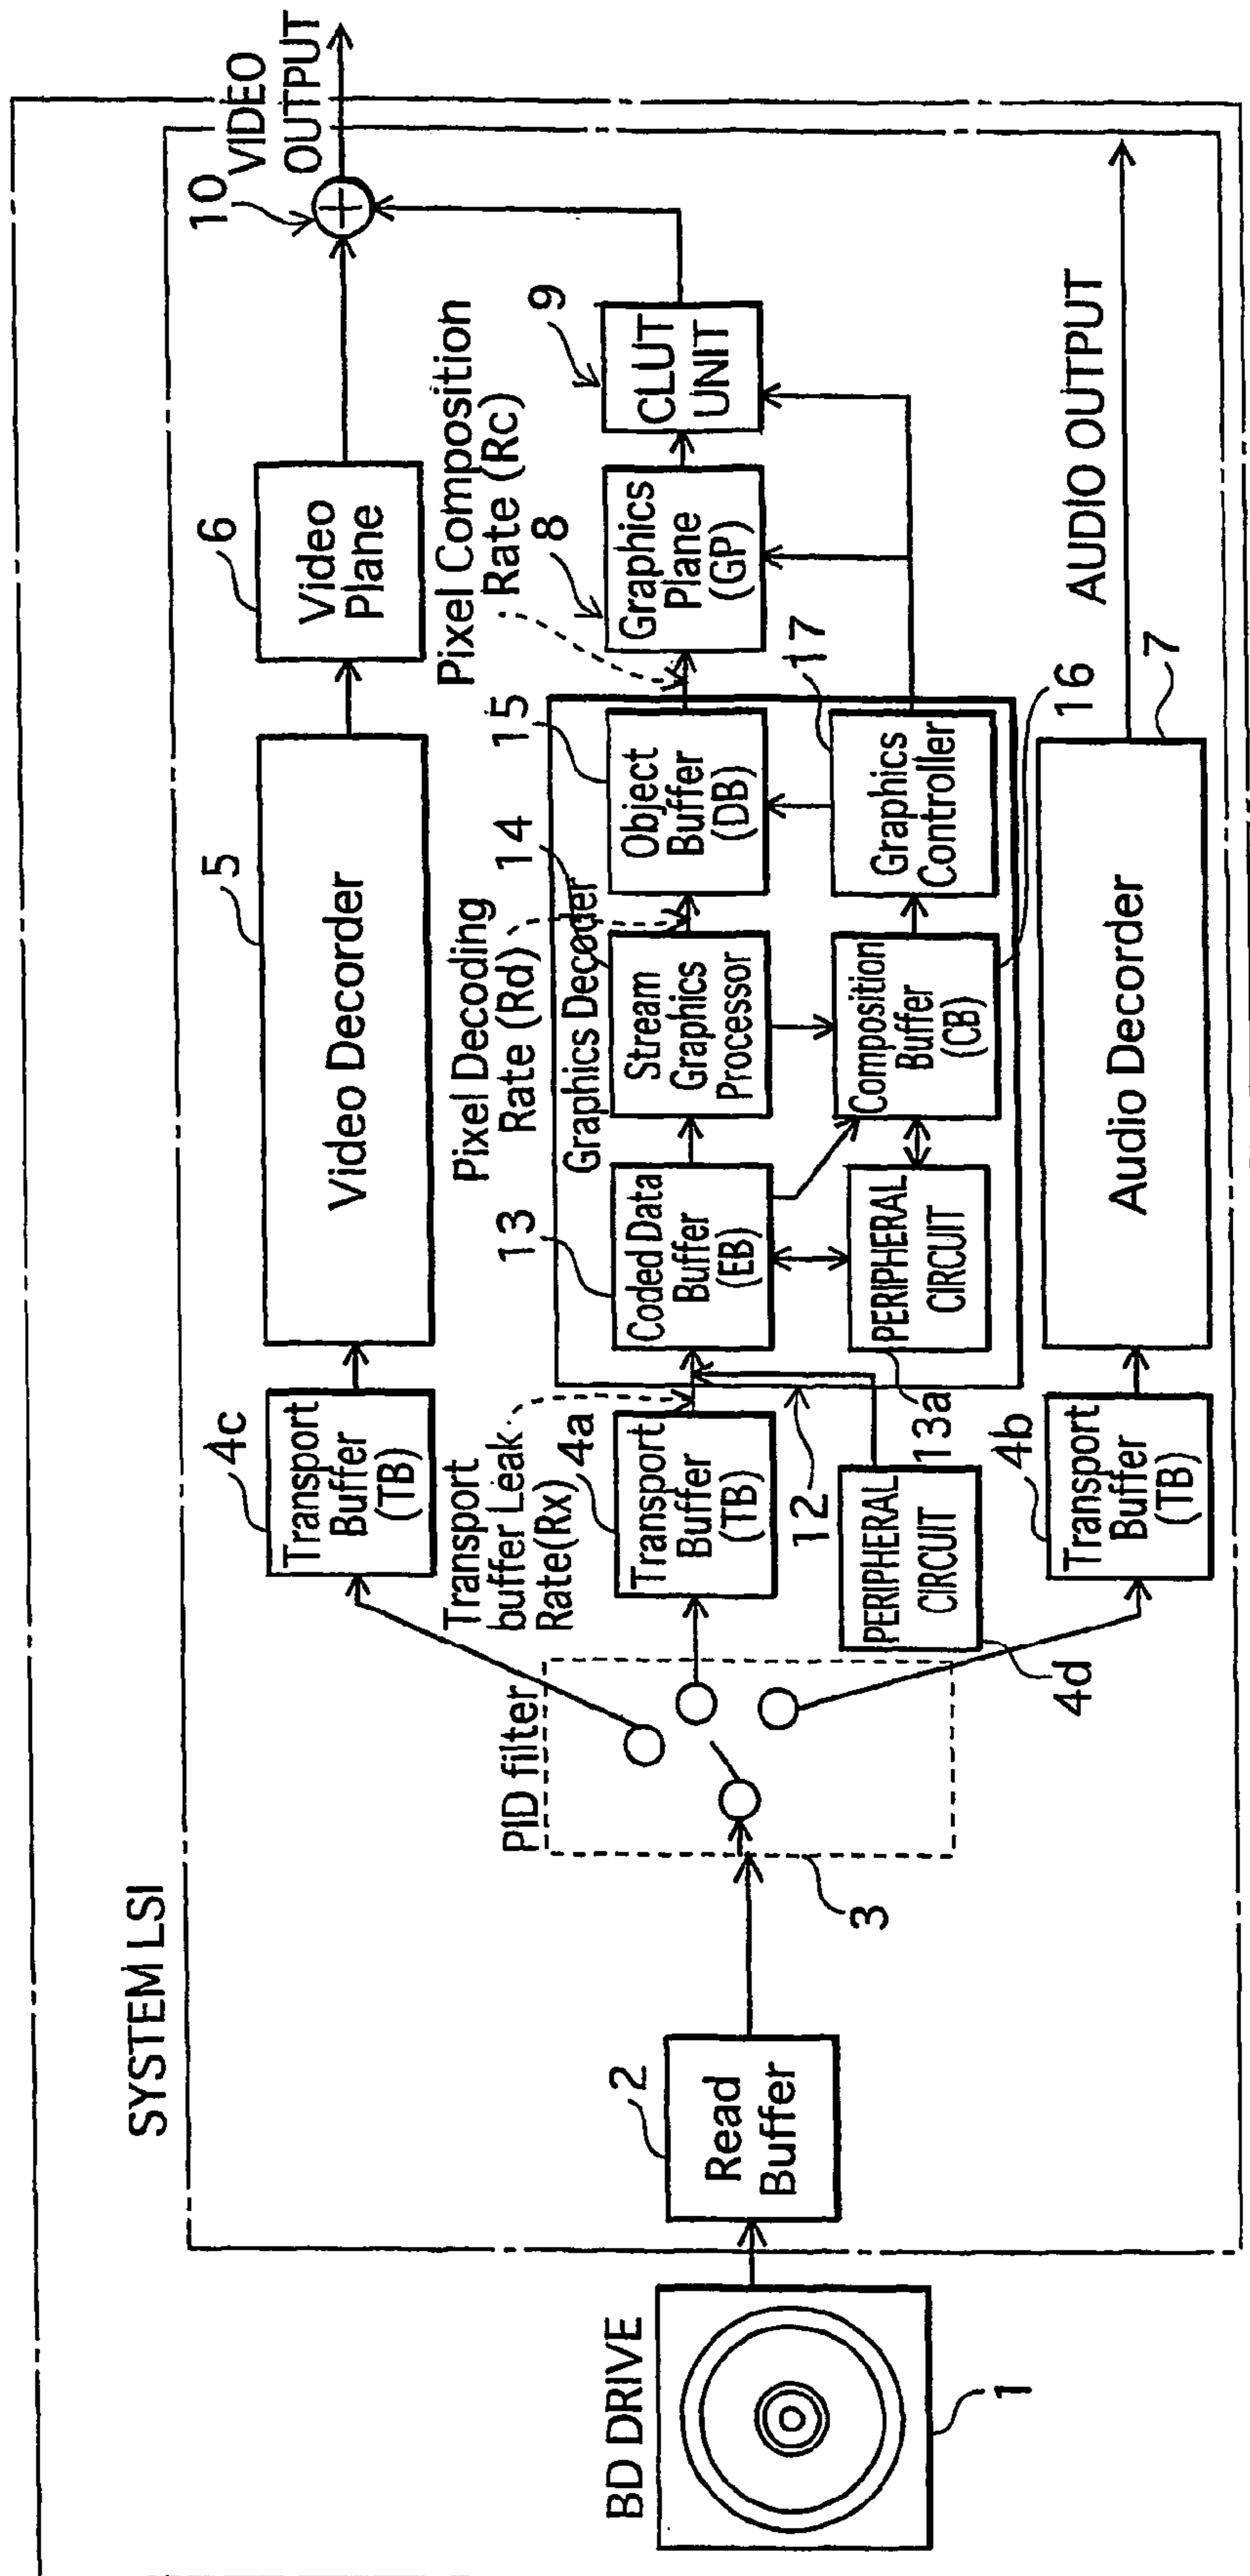 SYSTEM LSI
BD DRIVE
1
2
Read
Buffer
PID filter
3
4c
Transport
Buffer
(TB)
Transport
buffer Leak
Rate(Rx)
4a
Transport
Buffer
(TB)
PERIPHERAL
CIRCUIT
4d
4b
Transport
Buffer
(TB)
5
Video Decorder
12
13
Coded Data
Buffer
(EB)
PERIPHERAL
CIRCUIT
13a
Pixel Decoding
Rate (Rd)
Graphics Decoder
14
Stream
Graphics
Processor
Composition
Buffer
(CB)
16
15
Object
Buffer
(DB)
Graphics
Controller
17
Audio Decorder
7
6
Video
Plane
Pixel Composition
Rate (Rc)
8
Graphics
Plane
(GP)
9
CLUT
UNIT
10
VIDEO
OUTPUT
AUDIO OUTPUT